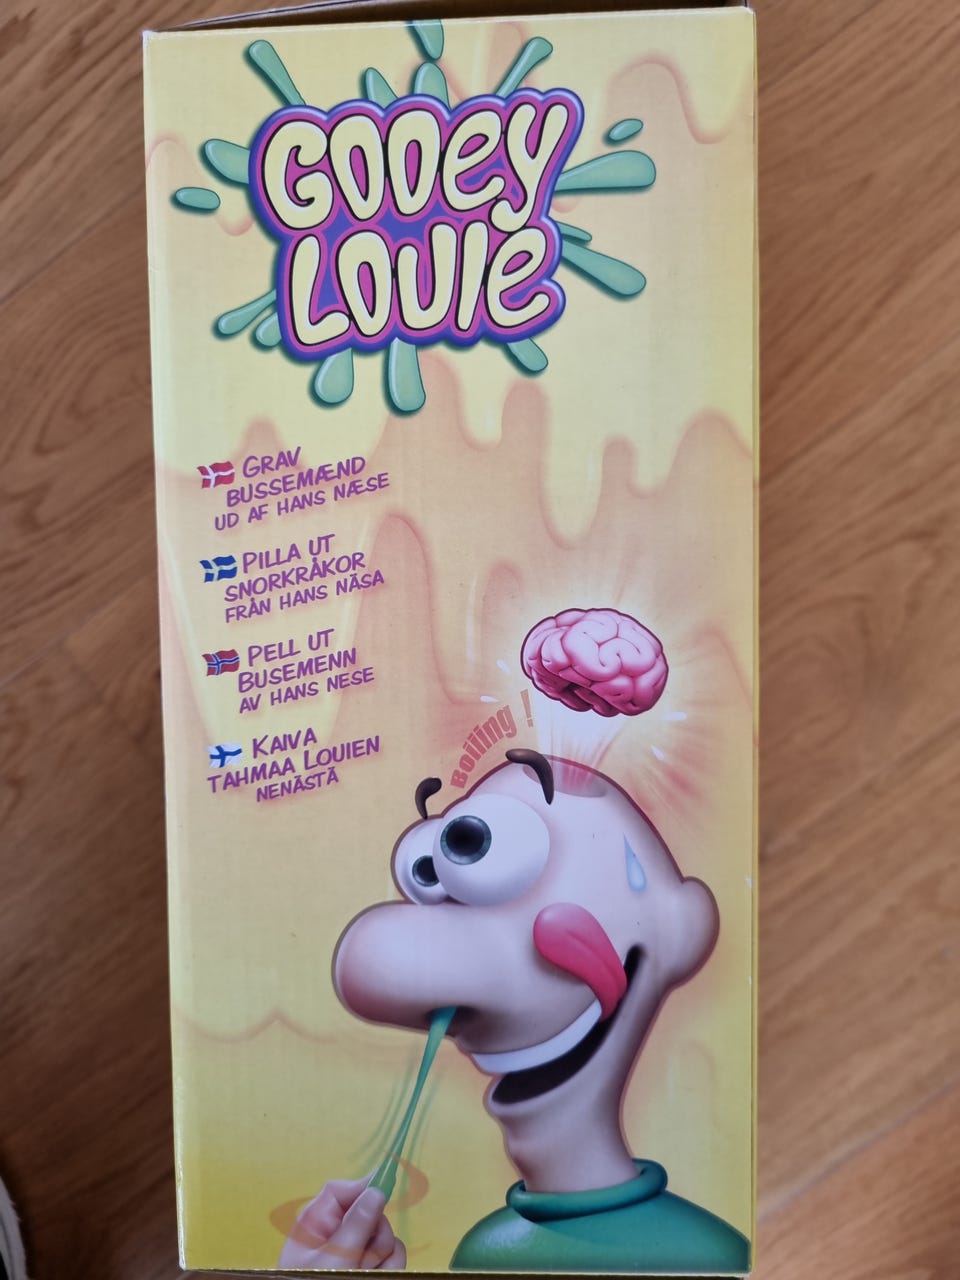 GOOEY
LOUIE
GRAV
BUSSEMÆND
UD AF HANS NÆSE
PILLA UT
SNORKRÅKOR
FRÅN HANS NÄSA
PELL UT
BUSEMENN
AV HANS NESE
KAIVA
TAHMAA LOUIEN
NENÄSTÄ
Boiiing !